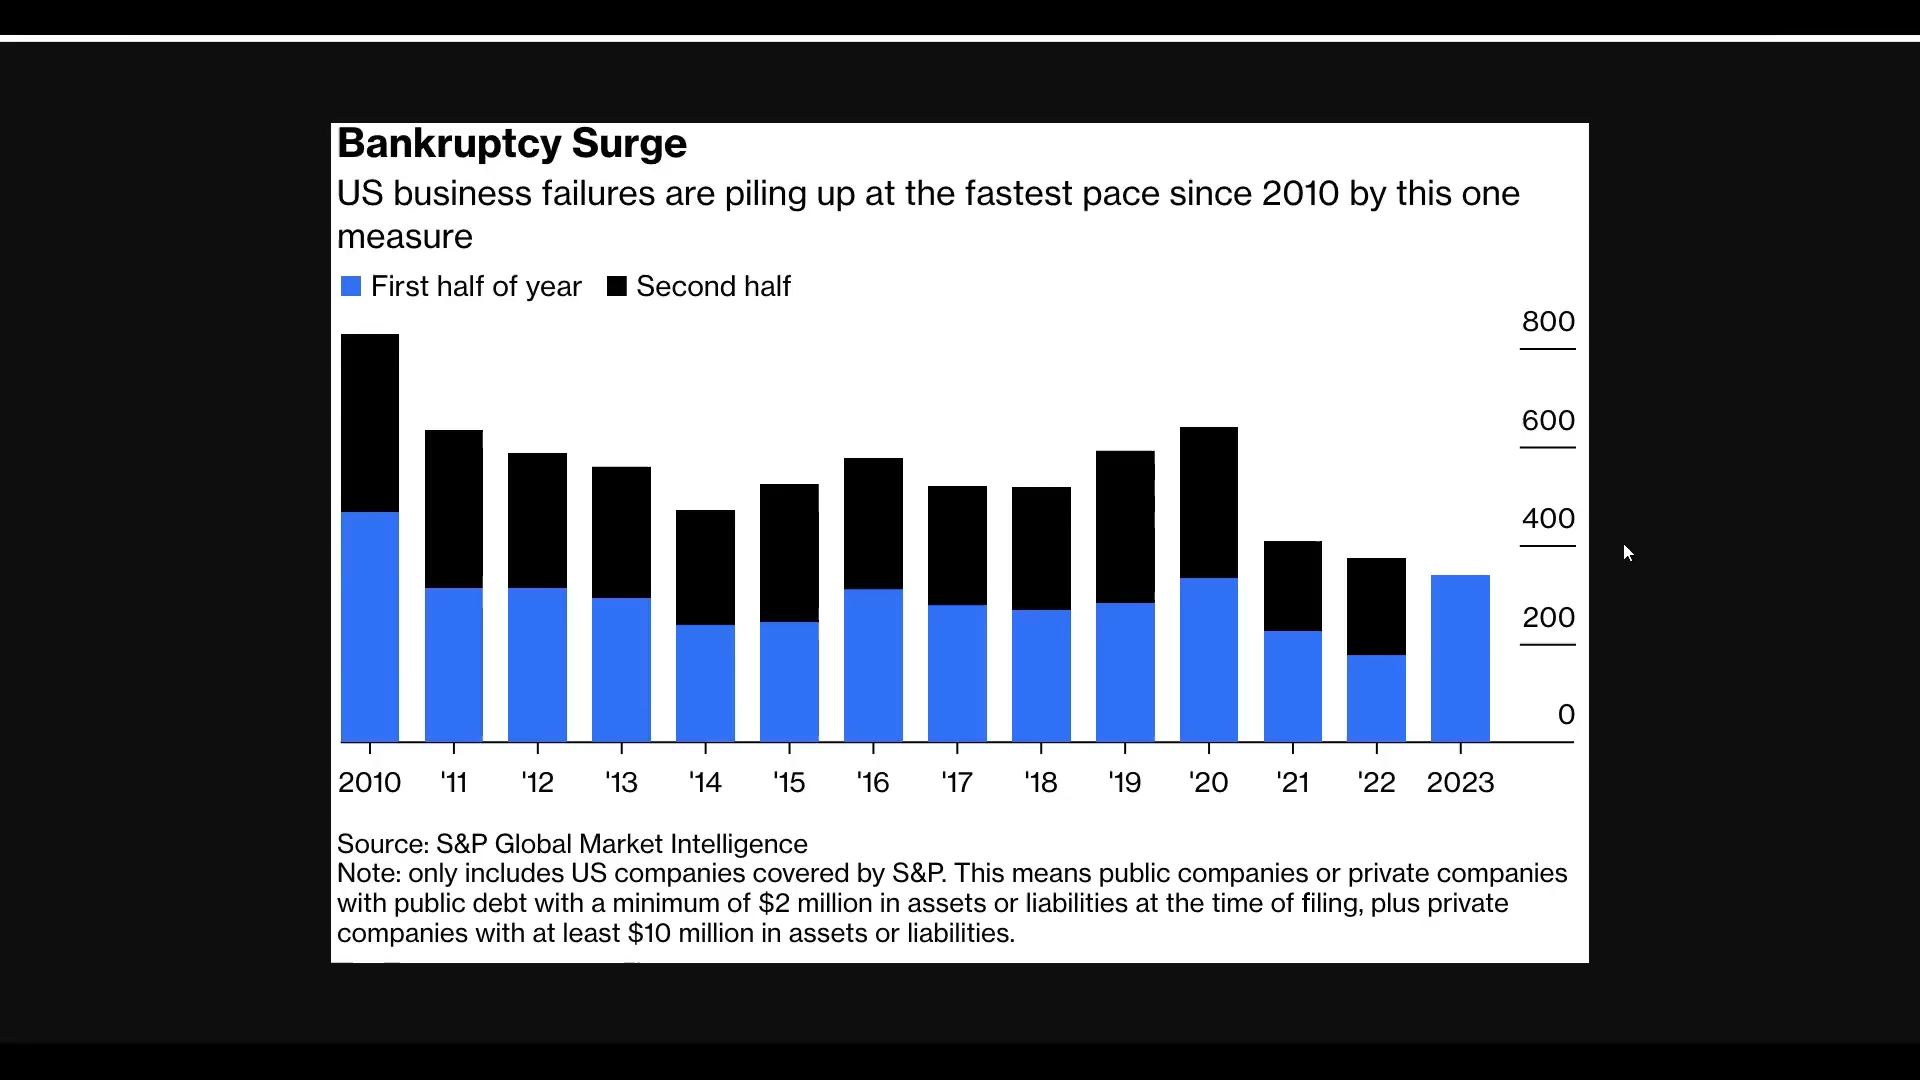 Bankruptcy Surge
US business failures are piling up at the fastest pace since 2010 by this one
measure
First half of year Second half
800
600
400
200
0
2010 '11 '12 '13 '14 '15 '16 '17 '18 '19 '20 '21 '22 2023
Source: S&P Global Market Intelligence
Note: only includes US companies covered by S&P. This means public companies or private companies
with public debt with a minimum of $2 million in assets or liabilities at the time of filing, plus private
companies with at least $10 million in assets or liabilities.